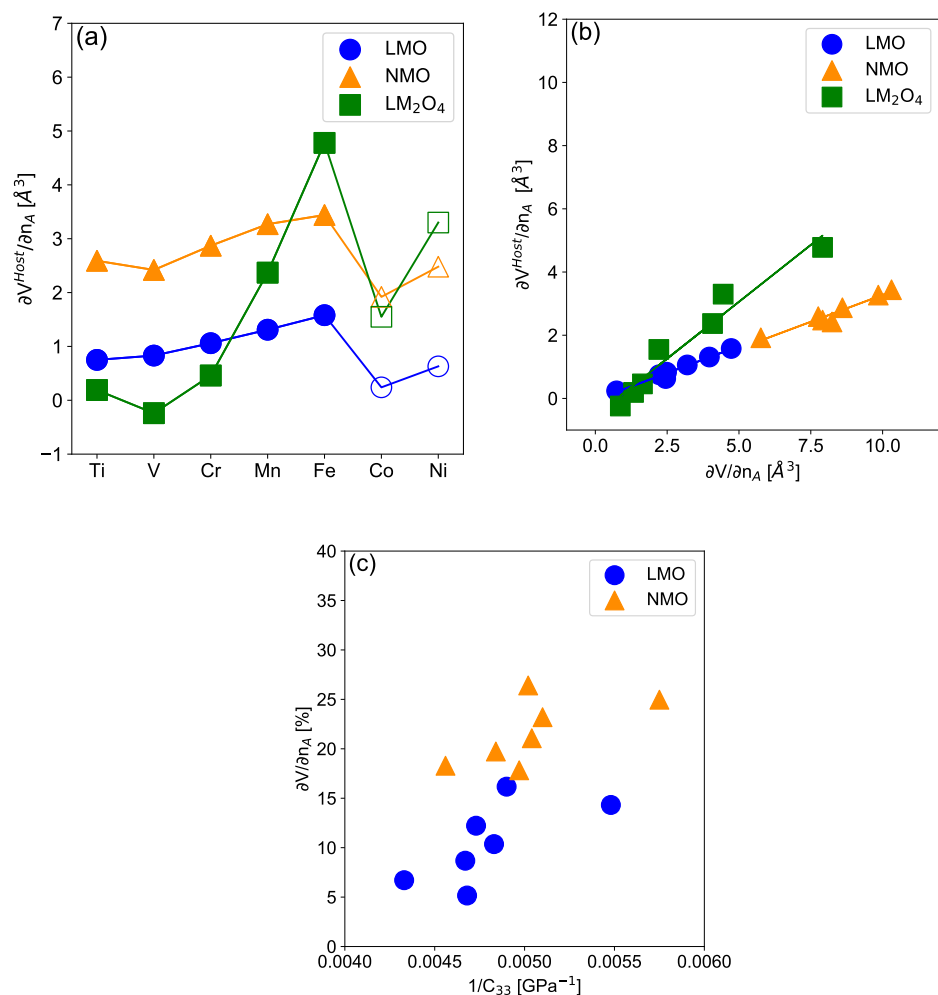 (a)
LMO
NMO
LM₂O₄
7
6
5
4
3
2
1
0
−1
∂V^Host/∂n_A [Å³]
Ti V Cr Mn Fe Co Ni
(b)
LMO
NMO
LM₂O₄
12
10
8
6
4
2
0
∂V^Host/∂n_A [Å³]
0.0 2.5 5.0 7.5 10.0
∂V/∂n_A [Å³]
(c)
LMO
NMO
40
35
30
25
20
15
10
5
0
∂V/∂n_A [%]
0.0040 0.0045 0.0050 0.0055 0.0060
1/C₃₃ [GPa⁻¹]